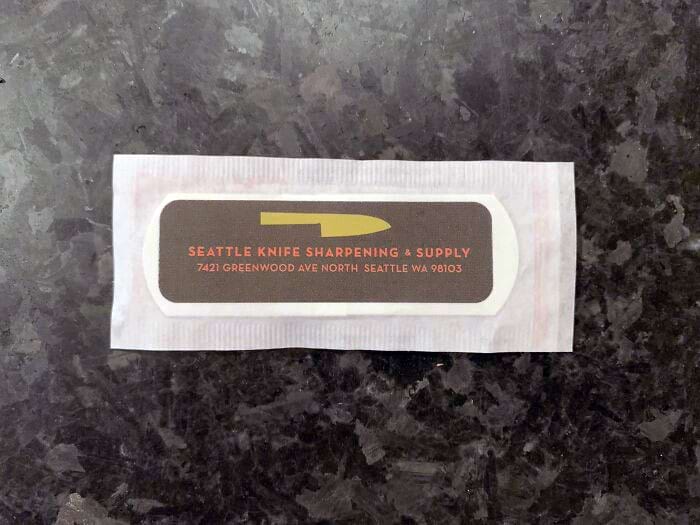 SEATTLE KNIFE SHARPENING & SUPPLY
7421 GREENWOOD AVE NORTH SEATTLE WA 98103